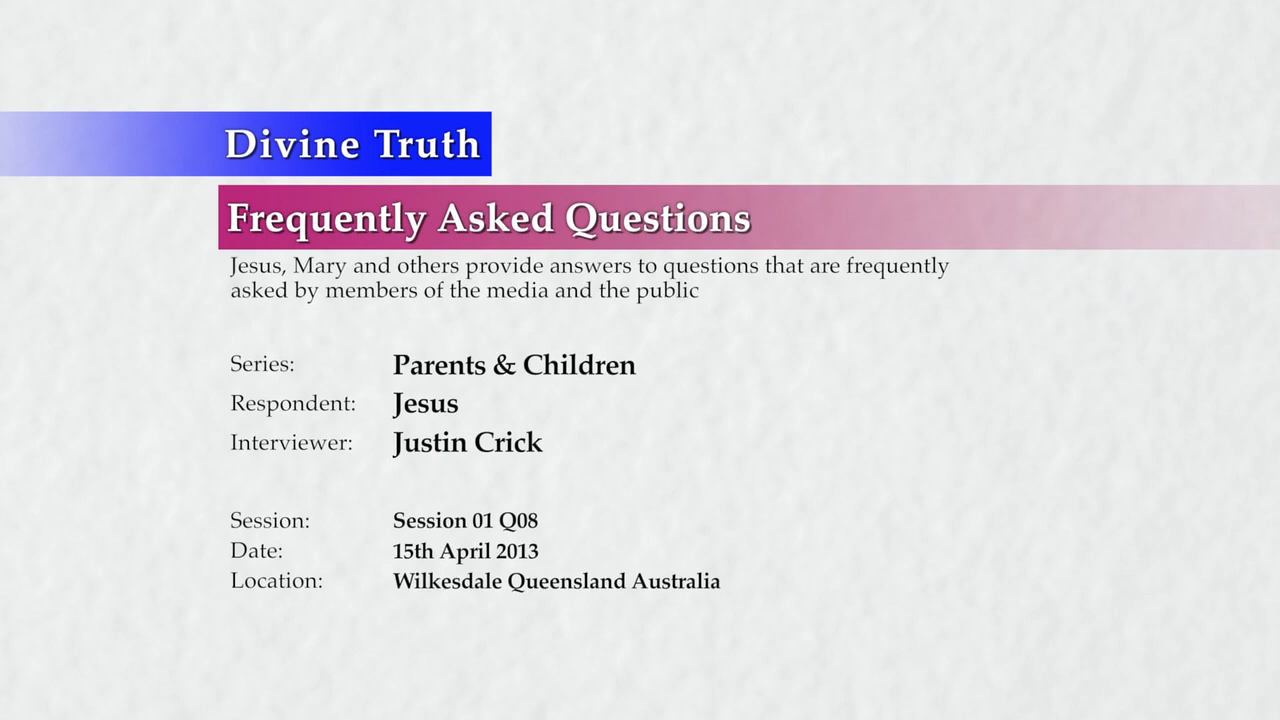 Divine Truth
Frequently Asked Questions
Jesus, Mary and others provide answers to questions that are frequently
asked by members of the media and the public
Series: Parents & Children
Respondent: Jesus
Interviewer: Justin Crick
Session: Session 01 Q08
Date: 15th April 2013
Location: Wilkesdale Queensland Australia